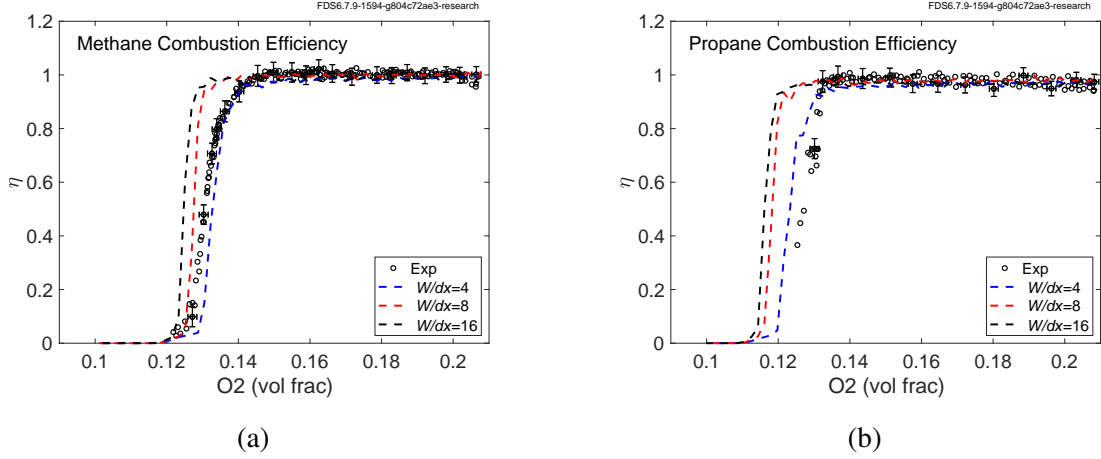 FDS6.7.9-1594-g804c72ae3-research
Methane Combustion Efficiency
1.2
1
0.8
0.6
0.4
0.2
0
η
0.1 0.12 0.14 0.16 0.18 0.2
O2 (vol frac)
Exp
W/dx=4
W/dx=8
W/dx=16
(a)
FDS6.7.9-1594-g804c72ae3-research
Propane Combustion Efficiency
1.2
1
0.8
0.6
0.4
0.2
0
η
0.1 0.12 0.14 0.16 0.18 0.2
O2 (vol frac)
Exp
W/dx=4
W/dx=8
W/dx=16
(b)